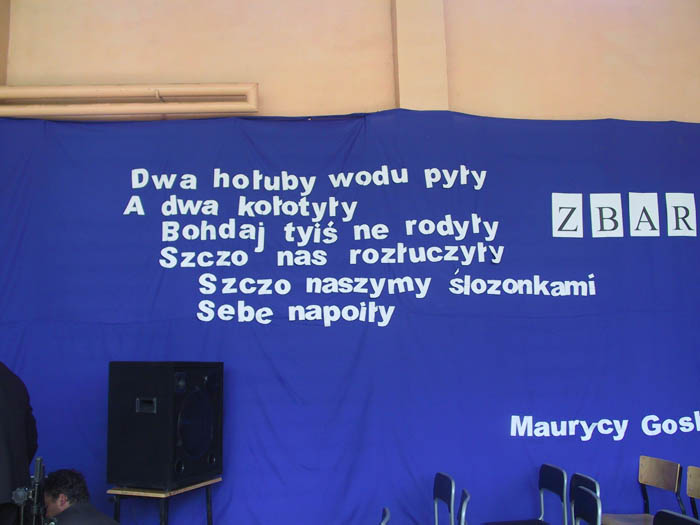 Dwa hołuby wodu pyły
A dwa kołotyły
Bohdaj tyiś ne rodyły
Szczo nas rozłuczyły
Szczo naszymy ślozonkami
Sebe napoiły
ZBAR
Maurycy Gosł